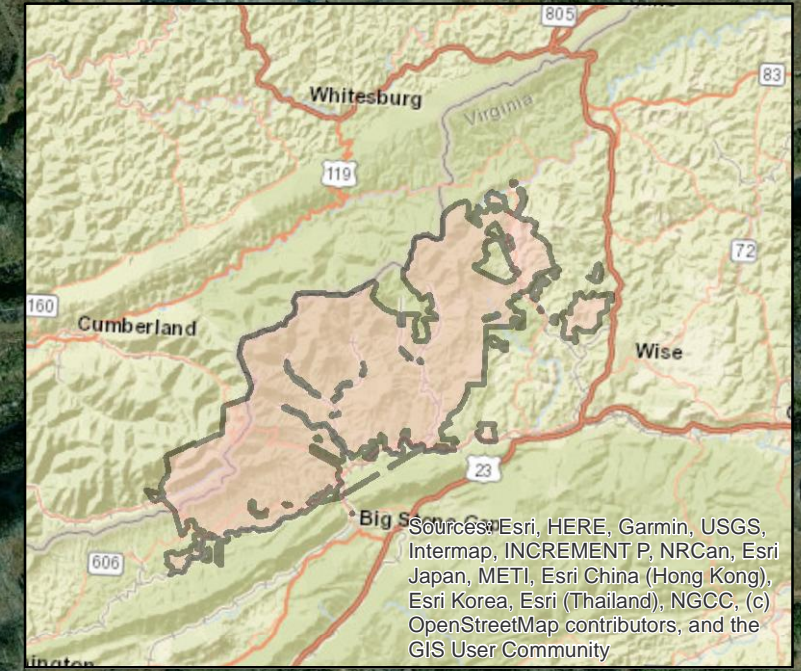 805
83
Whitesburg
Virginia
119
72
160
Cumberland
Wise
23
Big Stone Gap
Sources: Esri, HERE, Garmin, USGS,
Intermap, INCREMENT P, NRCan, Esri
Japan, METI, Esri China (Hong Kong),
Esri Korea, Esri (Thailand), NGCC, (c)
OpenStreetMap contributors, and the
GIS User Community
606